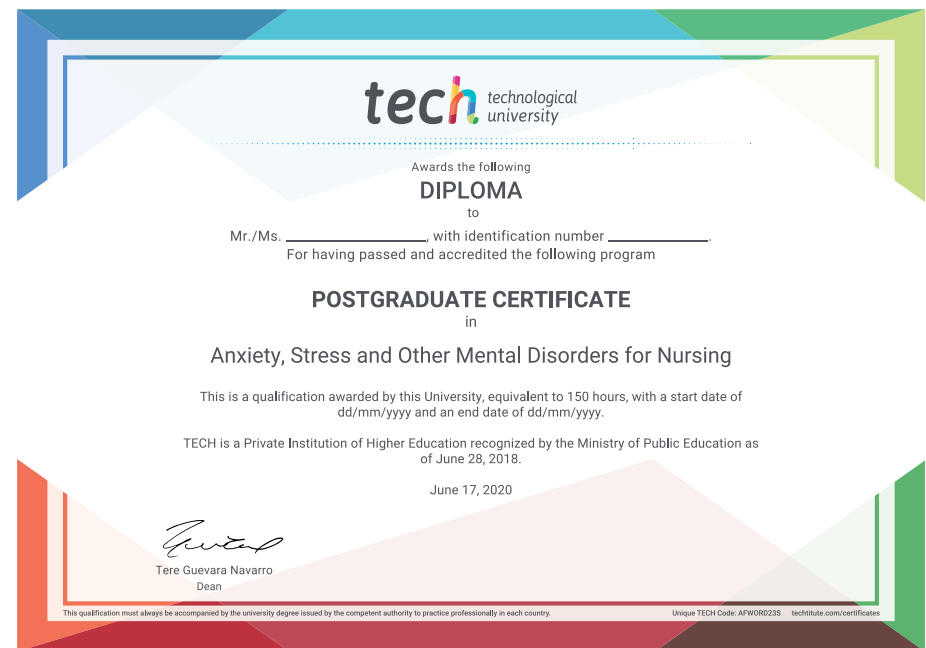 tech technological
university
Awards the following
DIPLOMA
to
Mr./Ms. ____________________, with identification number ______________.
For having passed and accredited the following program
POSTGRADUATE CERTIFICATE
in
Anxiety, Stress and Other Mental Disorders for Nursing
This is a qualification awarded by this University, equivalent to 150 hours, with a start date of
dd/mm/yyyy and an end date of dd/mm/yyyy.
TECH is a Private Institution of Higher Education recognized by the Ministry of Public Education as
of June 28, 2018.
June 17, 2020
Tere Guevara Navarro
Dean
This qualification must always be accompanied by the university degree issued by the competent authority to practice professionally in each country. Unique TECH Code: AFWORD23S techtitute.com/certificates